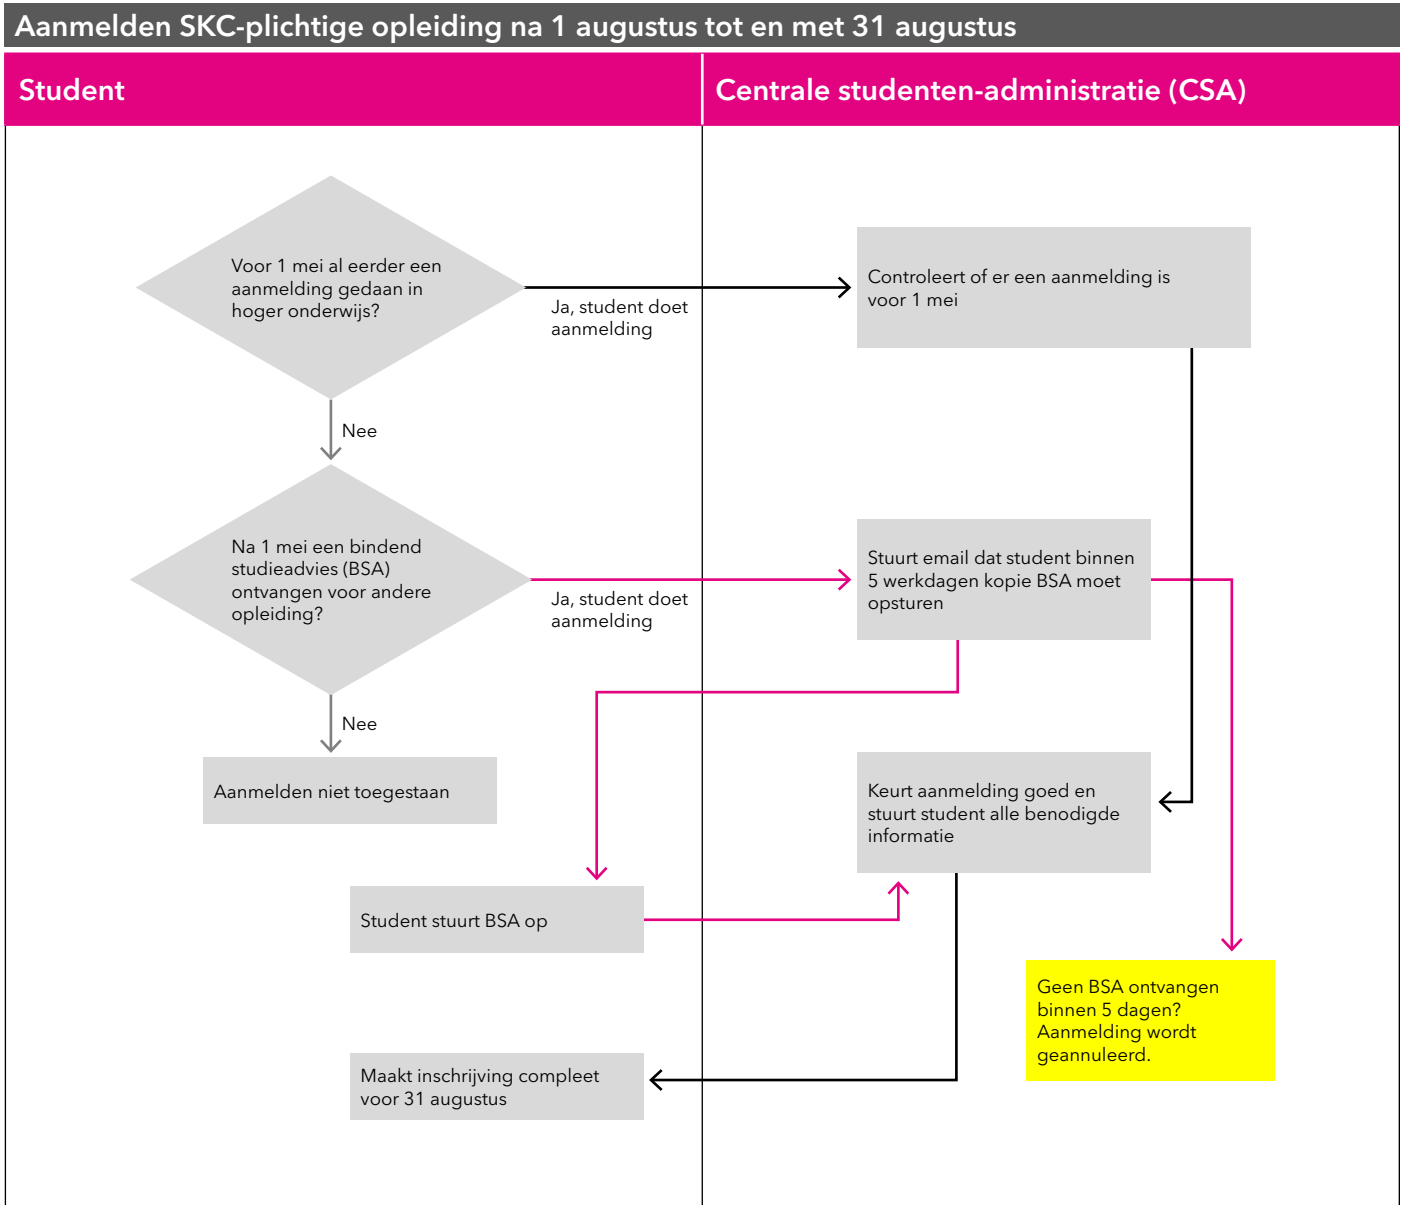 Aanmelden SKC-plichtige opleiding na 1 augustus tot en met 31 augustus
Student
Centrale studenten-administratie (CSA)
Voor 1 mei al eerder een
aanmelding gedaan in
hoger onderwijs?
Ja, student doet
aanmelding
Controleert of er een aanmelding is
voor 1 mei
Nee
Na 1 mei een bindend
studieadvies (BSA)
ontvangen voor andere
opleiding?
Ja, student doet
aanmelding
Stuurt email dat student binnen
5 werkdagen kopie BSA moet
opsturen
Nee
Aanmelden niet toegestaan
Keurt aanmelding goed en
stuurt student alle benodigde
informatie
Student stuurt BSA op
Geen BSA ontvangen
binnen 5 dagen?
Aanmelding wordt
geannuleerd.
Maakt inschrijving compleet
voor 31 augustus